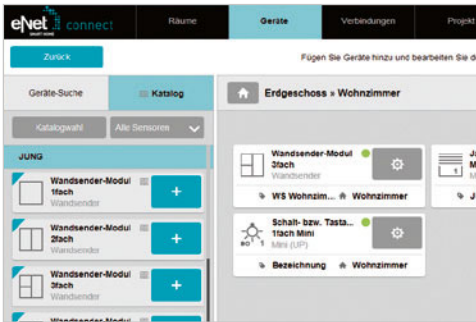 eNet connect
SMART HOME
Räume
Geräte
Verbindungen
Projekt
Zurück
Fügen Sie Geräte hinzu und bearbeiten Sie d
Geräte-Suche
Katalog
Erdgeschoss » Wohnzimmer
Katalogwahl
Alle Sensoren
JUNG
Wandsender-Modul
1fach
Wandsender
+
Wandsender-Modul
2fach
Wandsender
+
Wandsender-Modul
3fach
Wandsender
+
Wandsender-Modul
Wandsender-Modul
3fach
Wandsender
WS Wohnzim...
Wohnzimmer
Schalt- bzw. Tasta...
1fach Mini
Mini (UP)
Bezeichnung
Wohnzimmer
1
J
M
M
J